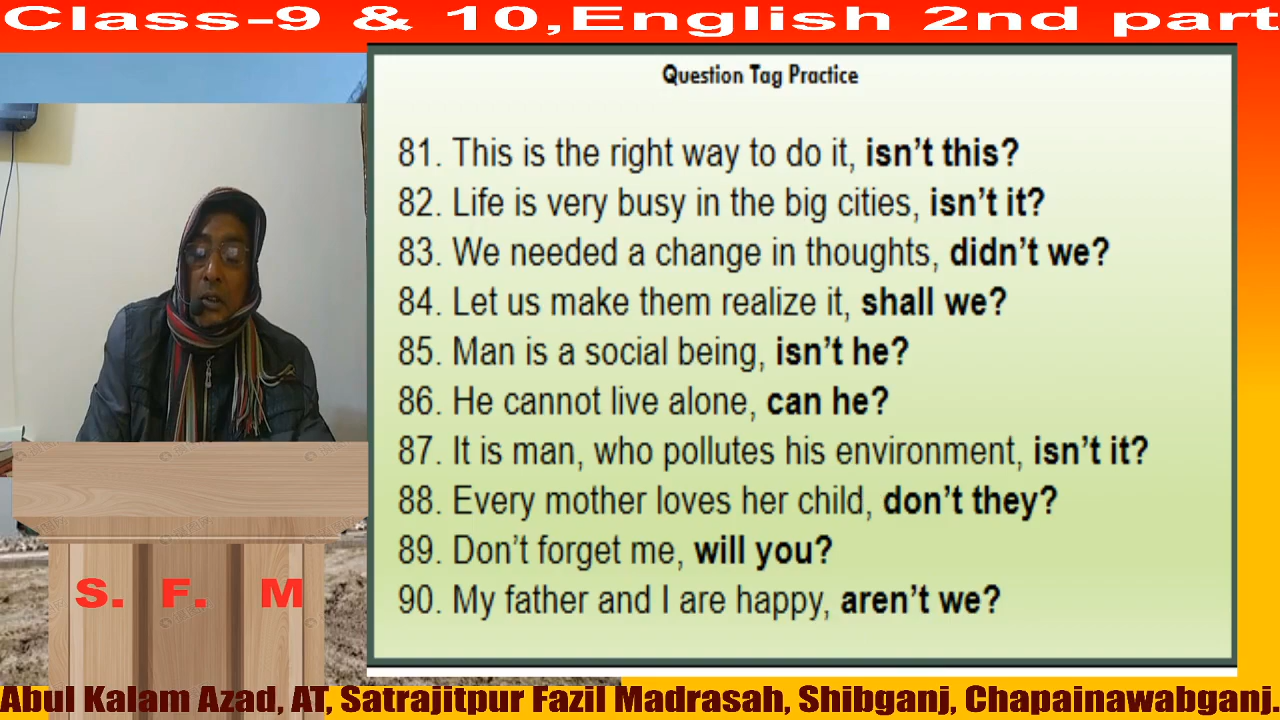 Class-9 & 10,English 2nd part
Question Tag Practice
81. This is the right way to do it, isn't this?
82. Life is very busy in the big cities, isn't it?
83. We needed a change in thoughts, didn't we?
84. Let us make them realize it, shall we?
85. Man is a social being, isn't he?
86. He cannot live alone, can he?
87. It is man, who pollutes his environment, isn't it?
88. Every mother loves her child, don't they?
89. Don't forget me, will you?
90. My father and I are happy, aren't we?
S. F. M
Abul Kalam Azad, AT, Satrajitpur Fazil Madrasah, Shibganj, Chapainawabganj.